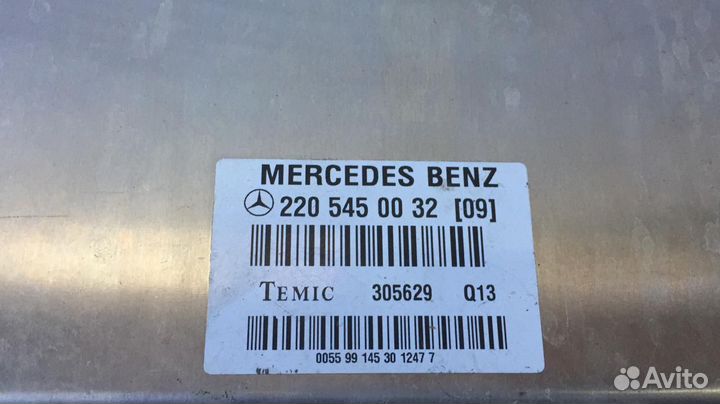 MERCEDES BENZ
220 545 00 32 [09]
TEMIC 305629 Q13
0055 99 145 30 1247 7
Avito